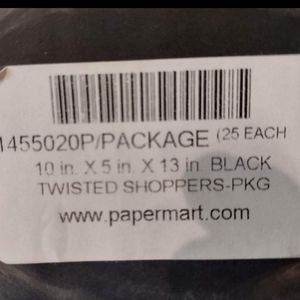 1455020P/PACKAGE (25 EACH
10 in. X 5 in. X 13 in. BLACK
TWISTED SHOPPERS-PKG
www.papermart.com